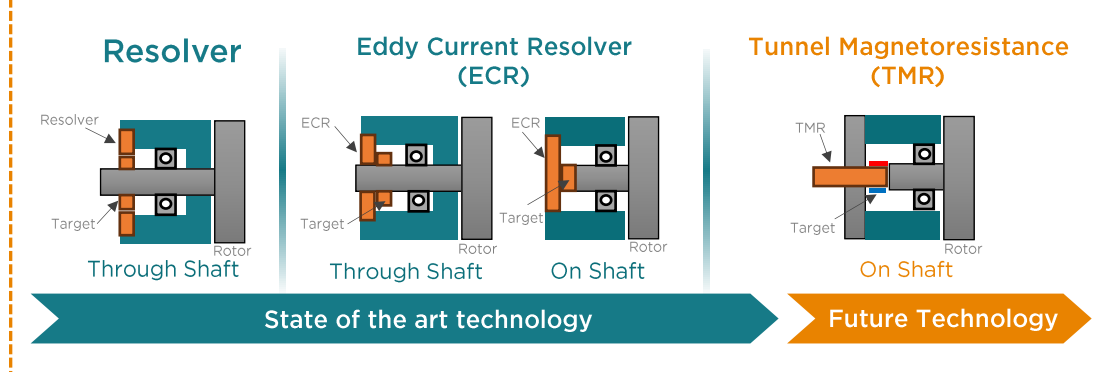 Resolver
Eddy Current Resolver
(ECR)
Tunnel Magnetoresistance
(TMR)
Resolver
Target
Rotor
Through Shaft
ECR
Target
Rotor
Through Shaft
ECR
Target
Rotor
On Shaft
TMR
Target
Rotor
On Shaft
State of the art technology
Future Technology